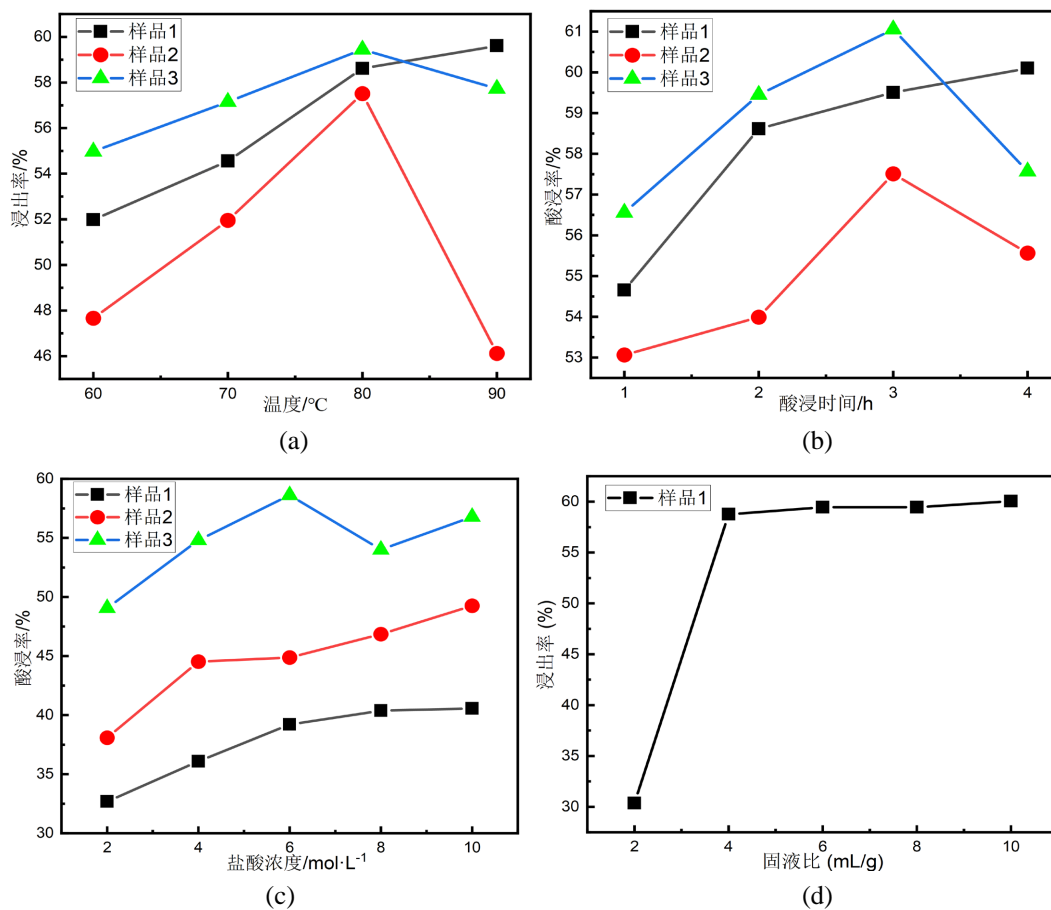 60
58
56
54
52
50
48
46
浸出率/%
样品1
样品2
样品3
60
70
80
90
温度/℃
(a)
61
60
59
58
57
56
55
54
53
酸浸率/%
样品1
样品2
样品3
1
2
3
4
酸浸时间/h
(b)
60
55
50
45
40
35
30
酸浸率/%
样品1
样品2
样品3
2
4
6
8
10
盐酸浓度/mol·L⁻¹
(c)
60
55
50
45
40
35
30
浸出率 (%)
样品1
2
4
6
8
10
固液比 (mL/g)
(d)